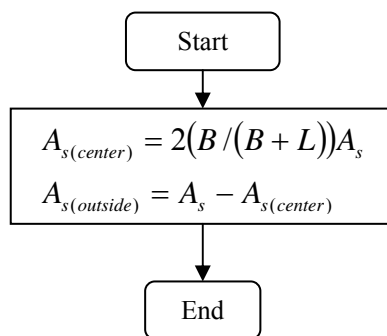 Start
A_{s(center)} = 2(B/(B + L))A_s
A_{s(outside)} = A_s − A_{s(center)}
End